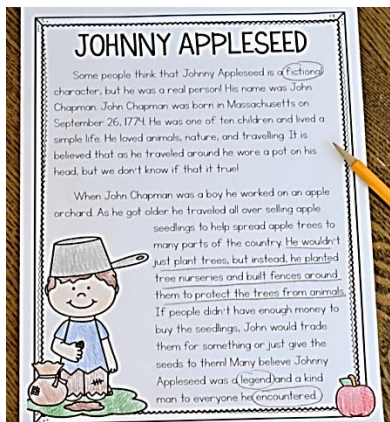 JOHNNY APPLESEED
Some people think that Johnny Appleseed is a fictional
character, but he was a real person! His name was John
Chapman. John Chapman was born in Massachusetts on
September 26, 1774. He was one of ten children and lived a
simple life. He loved animals, nature, and travelling. It is
believed that as he traveled around he wore a pot on his
head, but we don't know if that it true!
When John Chapman was a boy he worked on an apple
orchard. As he got older he traveled all over selling apple
seedlings to help spread apple trees to
many parts of the country. He wouldn't
just plant trees, but instead, he planted
tree nurseries and built fences around
them to protect the trees from animals.
If people didn't have enough money to
buy the seedlings, John would trade
them for something or just give the
seeds to them! Many believe Johnny
Appleseed was a legend and a kind
man to everyone he encountered.